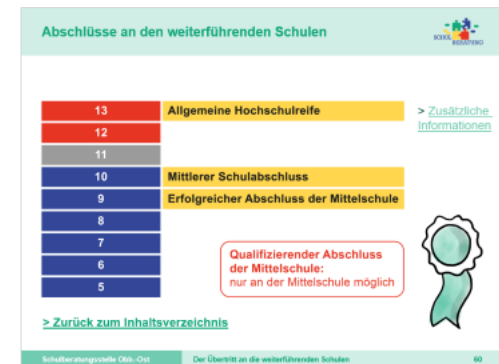 Abschlüsse an den weiterführenden Schulen
SCHUL
BERATUNG
13 Allgemeine Hochschulreife
> Zusätzliche
Informationen
12
11
10 Mittlerer Schulabschluss
9 Erfolgreicher Abschluss der Mittelschule
8
7
6
5
Qualifizierender Abschluss
der Mittelschule:
nur an der Mittelschule möglich
> Zurück zum Inhaltsverzeichnis
Schulberatungsstelle Obb.-Ost Der Übertritt an die weiterführenden Schulen 60